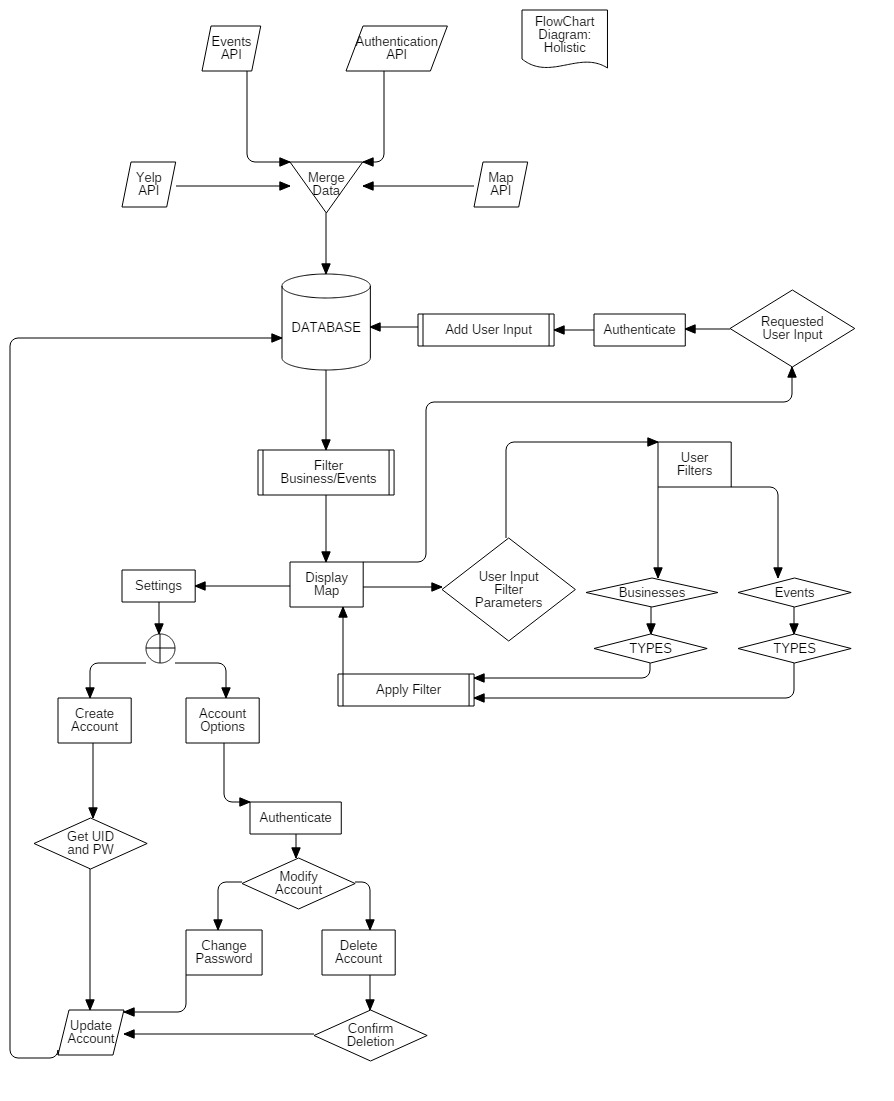 Events
API
Authentication
API
FlowChart
Diagram:
Holistic
Yelp
API
Merge
Data
Map
API
DATABASE
Add User Input
Authenticate
Requested
User Input
Filter
Business/Events
User
Filters
Settings
Display
Map
User Input
Filter
Parameters
Businesses
Events
TYPES
TYPES
Apply Filter
Create
Account
Account
Options
Authenticate
Get UID
and PW
Modify
Account
Change
Password
Delete
Account
Update
Account
Confirm
Deletion